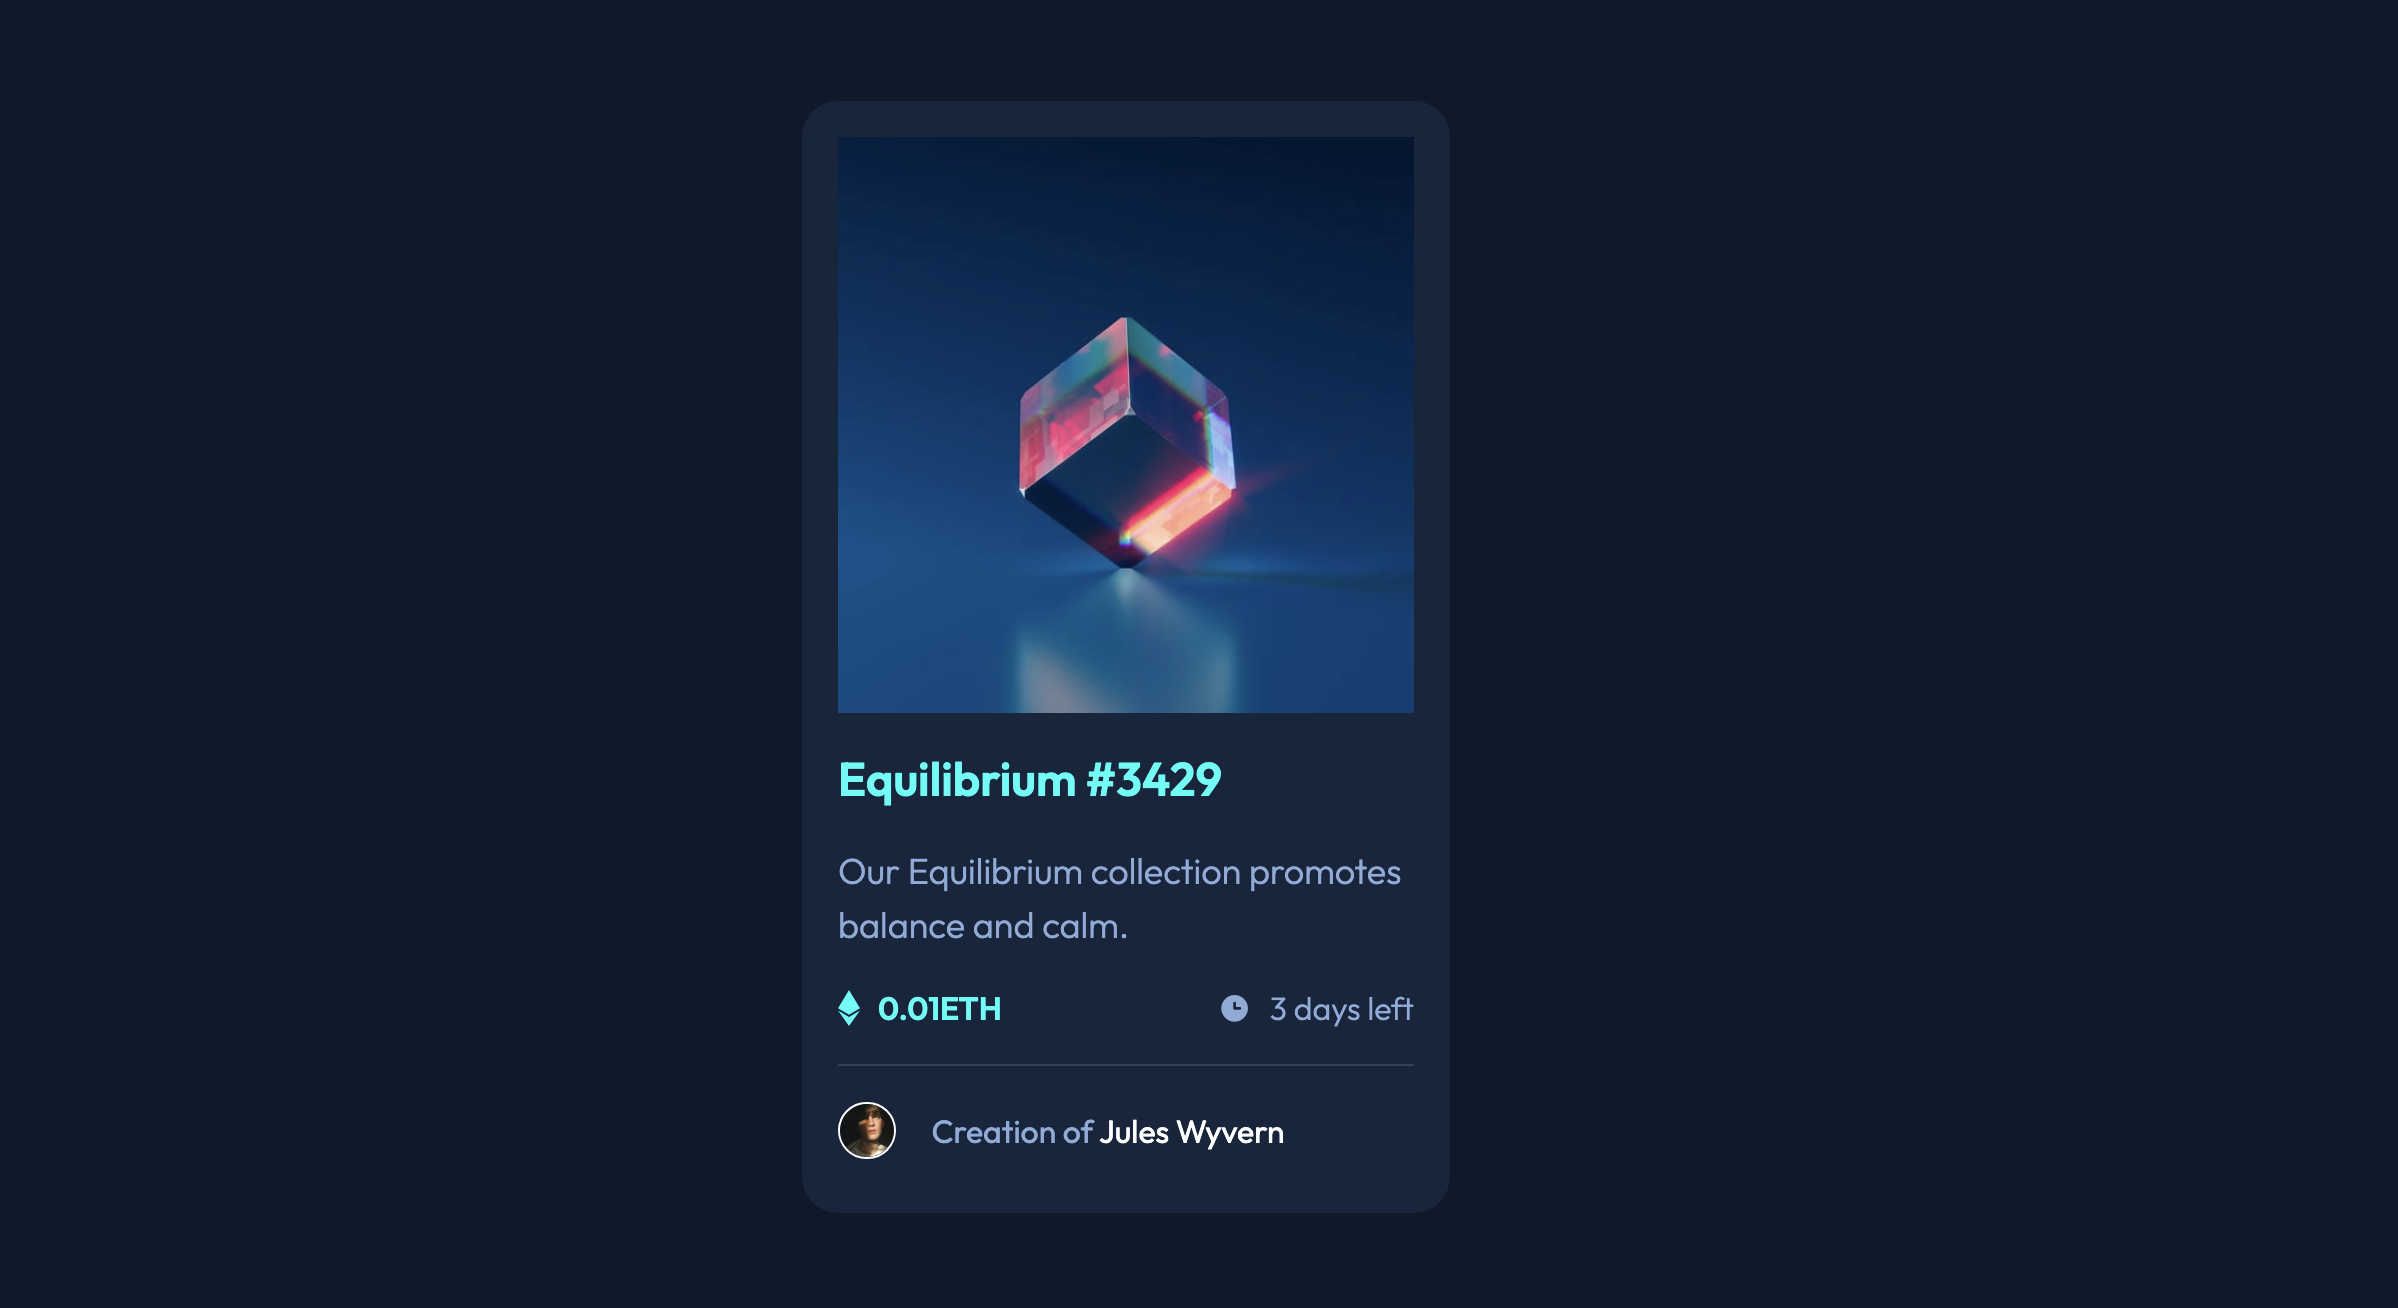 Equilibrium #3429
Our Equilibrium collection promotes
balance and calm.
0.01ETH
3 days left
Creation of Jules Wyvern